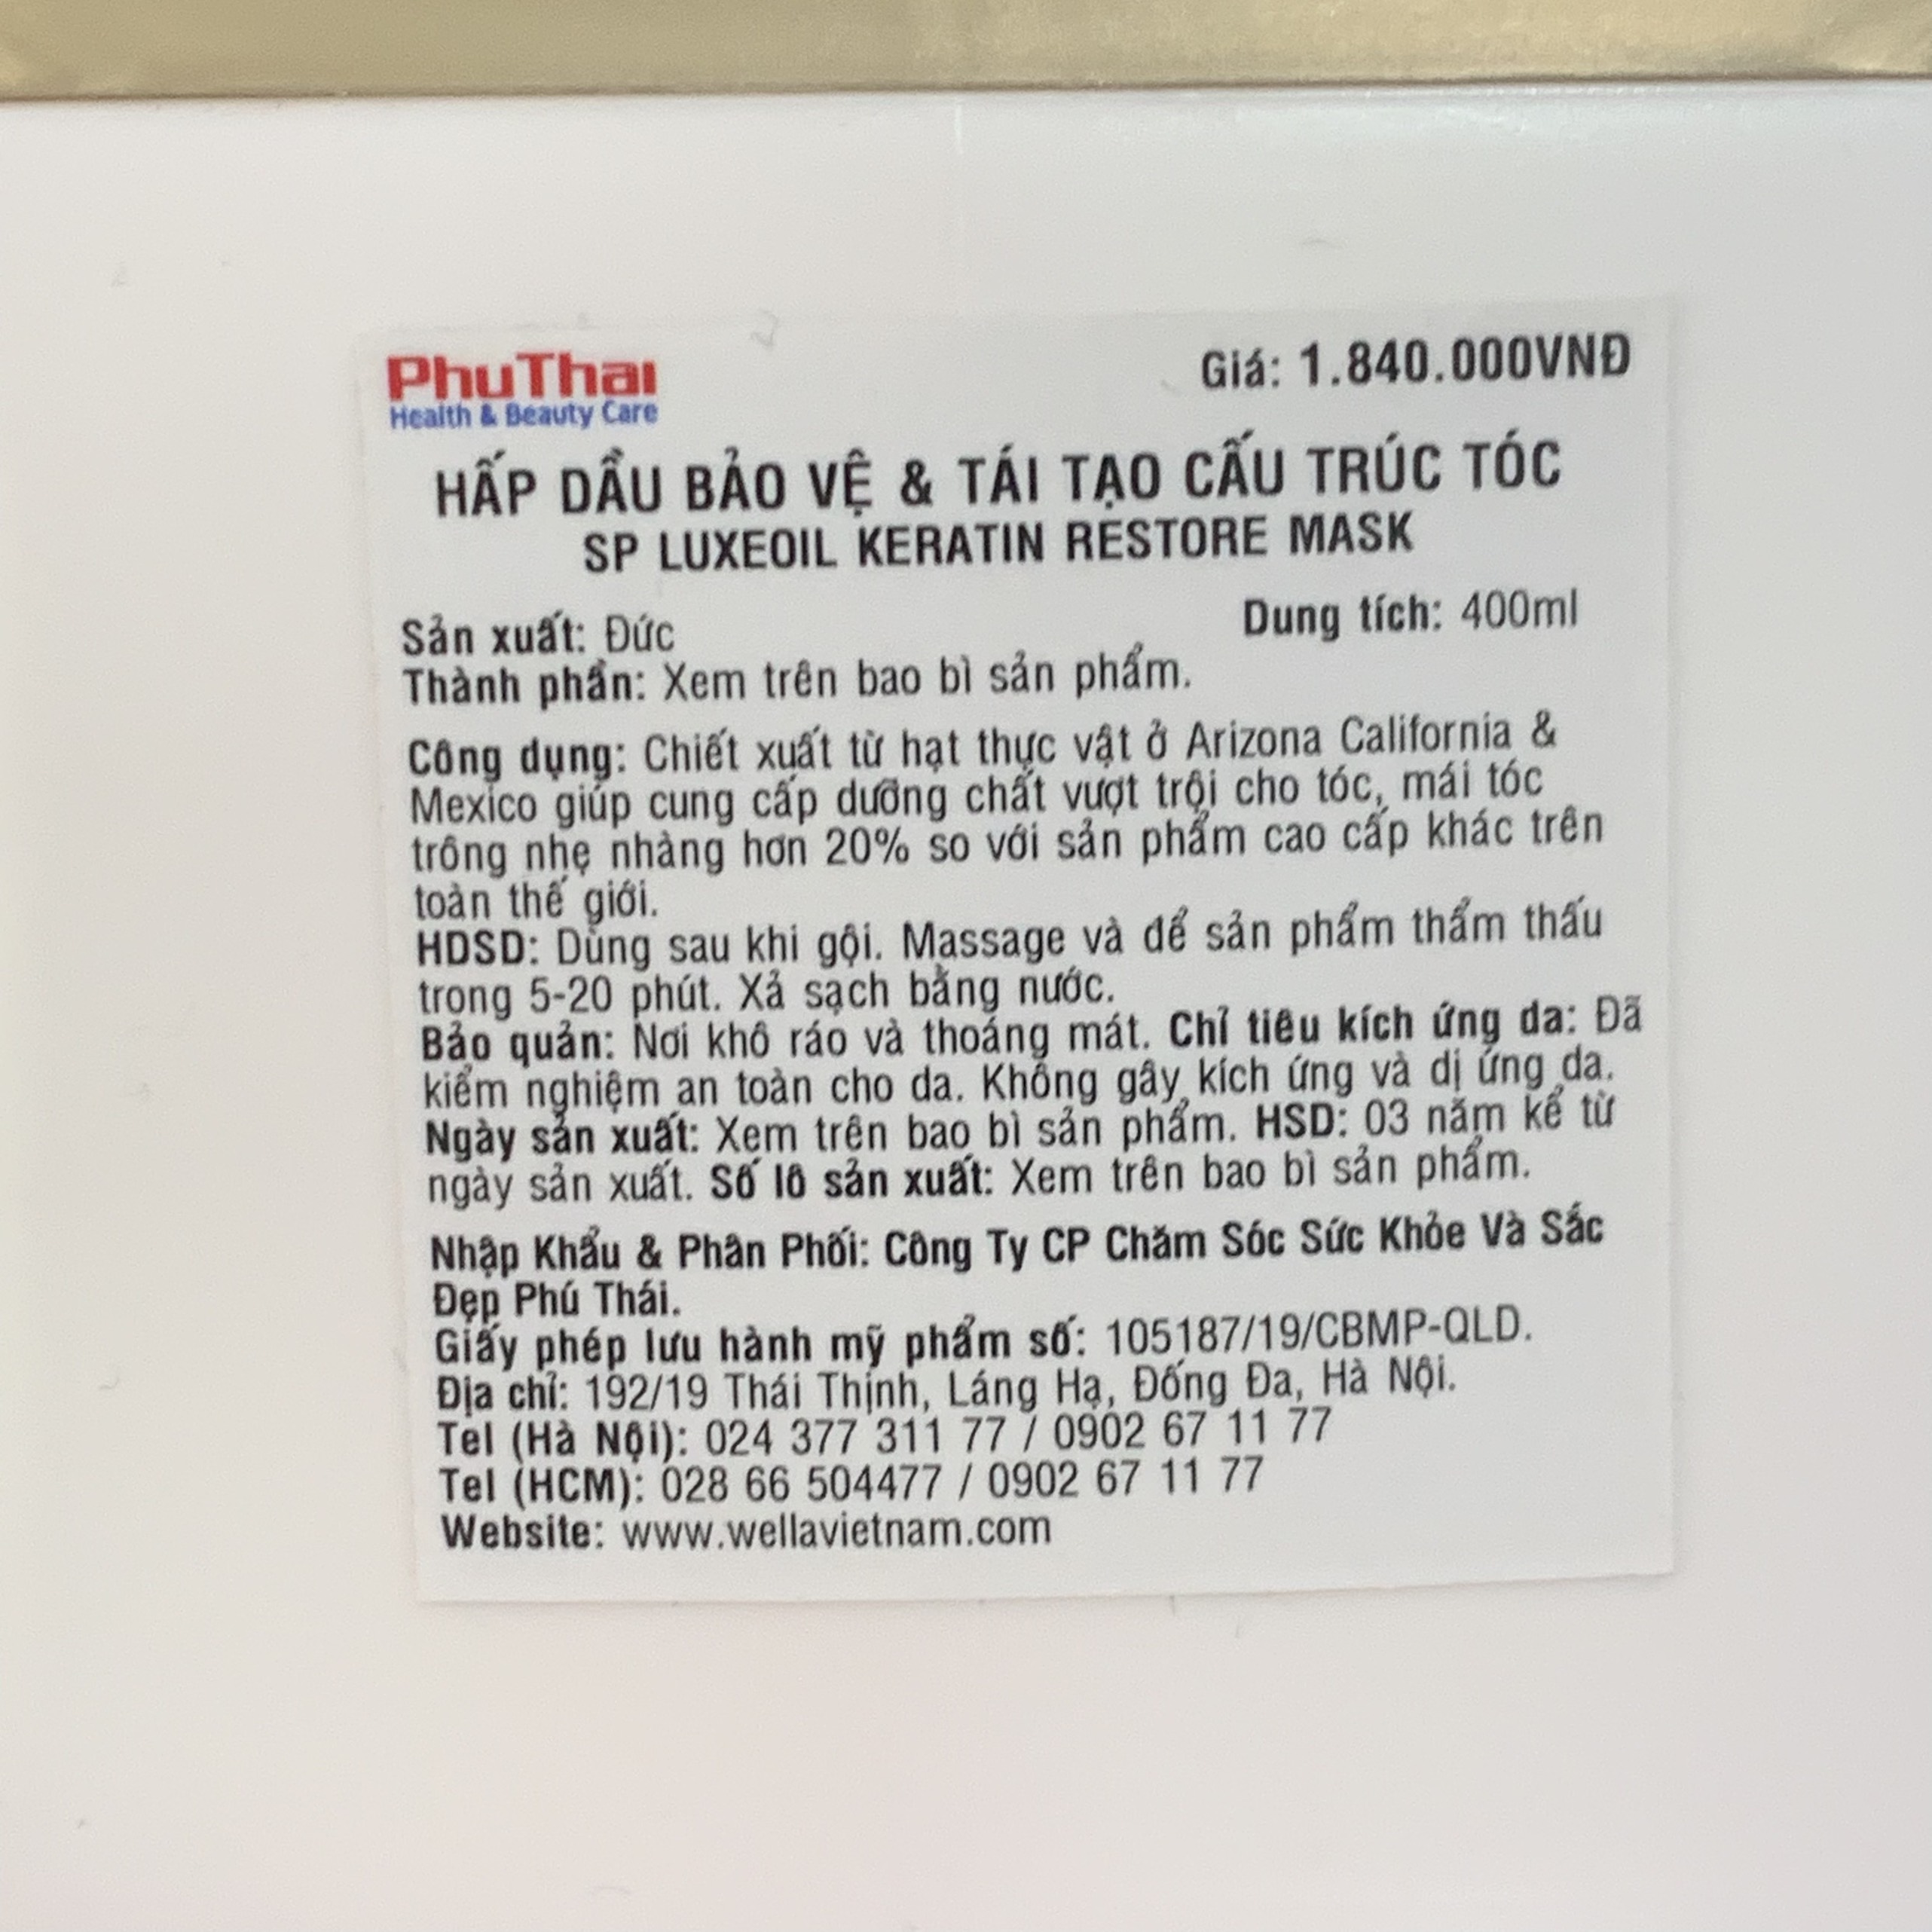 PhuThai
Health & Beauty Care
Giá: 1.840.000VNĐ
HẤP DẦU BẢO VỆ & TÁI TẠO CẤU TRÚC TÓC
SP LUXEOIL KERATIN RESTORE MASK
Sản xuất: Đức
Dung tích: 400ml
Thành phần: Xem trên bao bì sản phẩm.
Công dụng: Chiết xuất từ hạt thực vật ở Arizona California &
Mexico giúp cung cấp dưỡng chất vượt trội cho tóc, mái tóc
trông nhẹ nhàng hơn 20% so với sản phẩm cao cấp khác trên
toàn thế giới.
HDSD: Dùng sau khi gội. Massage và để sản phẩm thẩm thấu
trong 5-20 phút. Xả sạch bằng nước.
Bảo quản: Nơi khô ráo và thoáng mát. Chỉ tiêu kích ứng da: Đã
kiểm nghiệm an toàn cho da. Không gây kích ứng và dị ứng da.
Ngày sản xuất: Xem trên bao bì sản phẩm. HSD: 03 năm kể từ
ngày sản xuất. Số lô sản xuất: Xem trên bao bì sản phẩm.
Nhập Khẩu & Phân Phối: Công Ty CP Chăm Sóc Sức Khỏe Và Sắc
Đẹp Phú Thái.
Giấy phép lưu hành mỹ phẩm số: 105187/19/CBMP-QLD.
Địa chỉ: 192/19 Thái Thịnh, Láng Hạ, Đống Đa, Hà Nội.
Tel (Hà Nội): 024 377 311 77 / 0902 67 11 77
Tel (HCM): 028 66 504477 / 0902 67 11 77
Website: www.wellavietnam.com